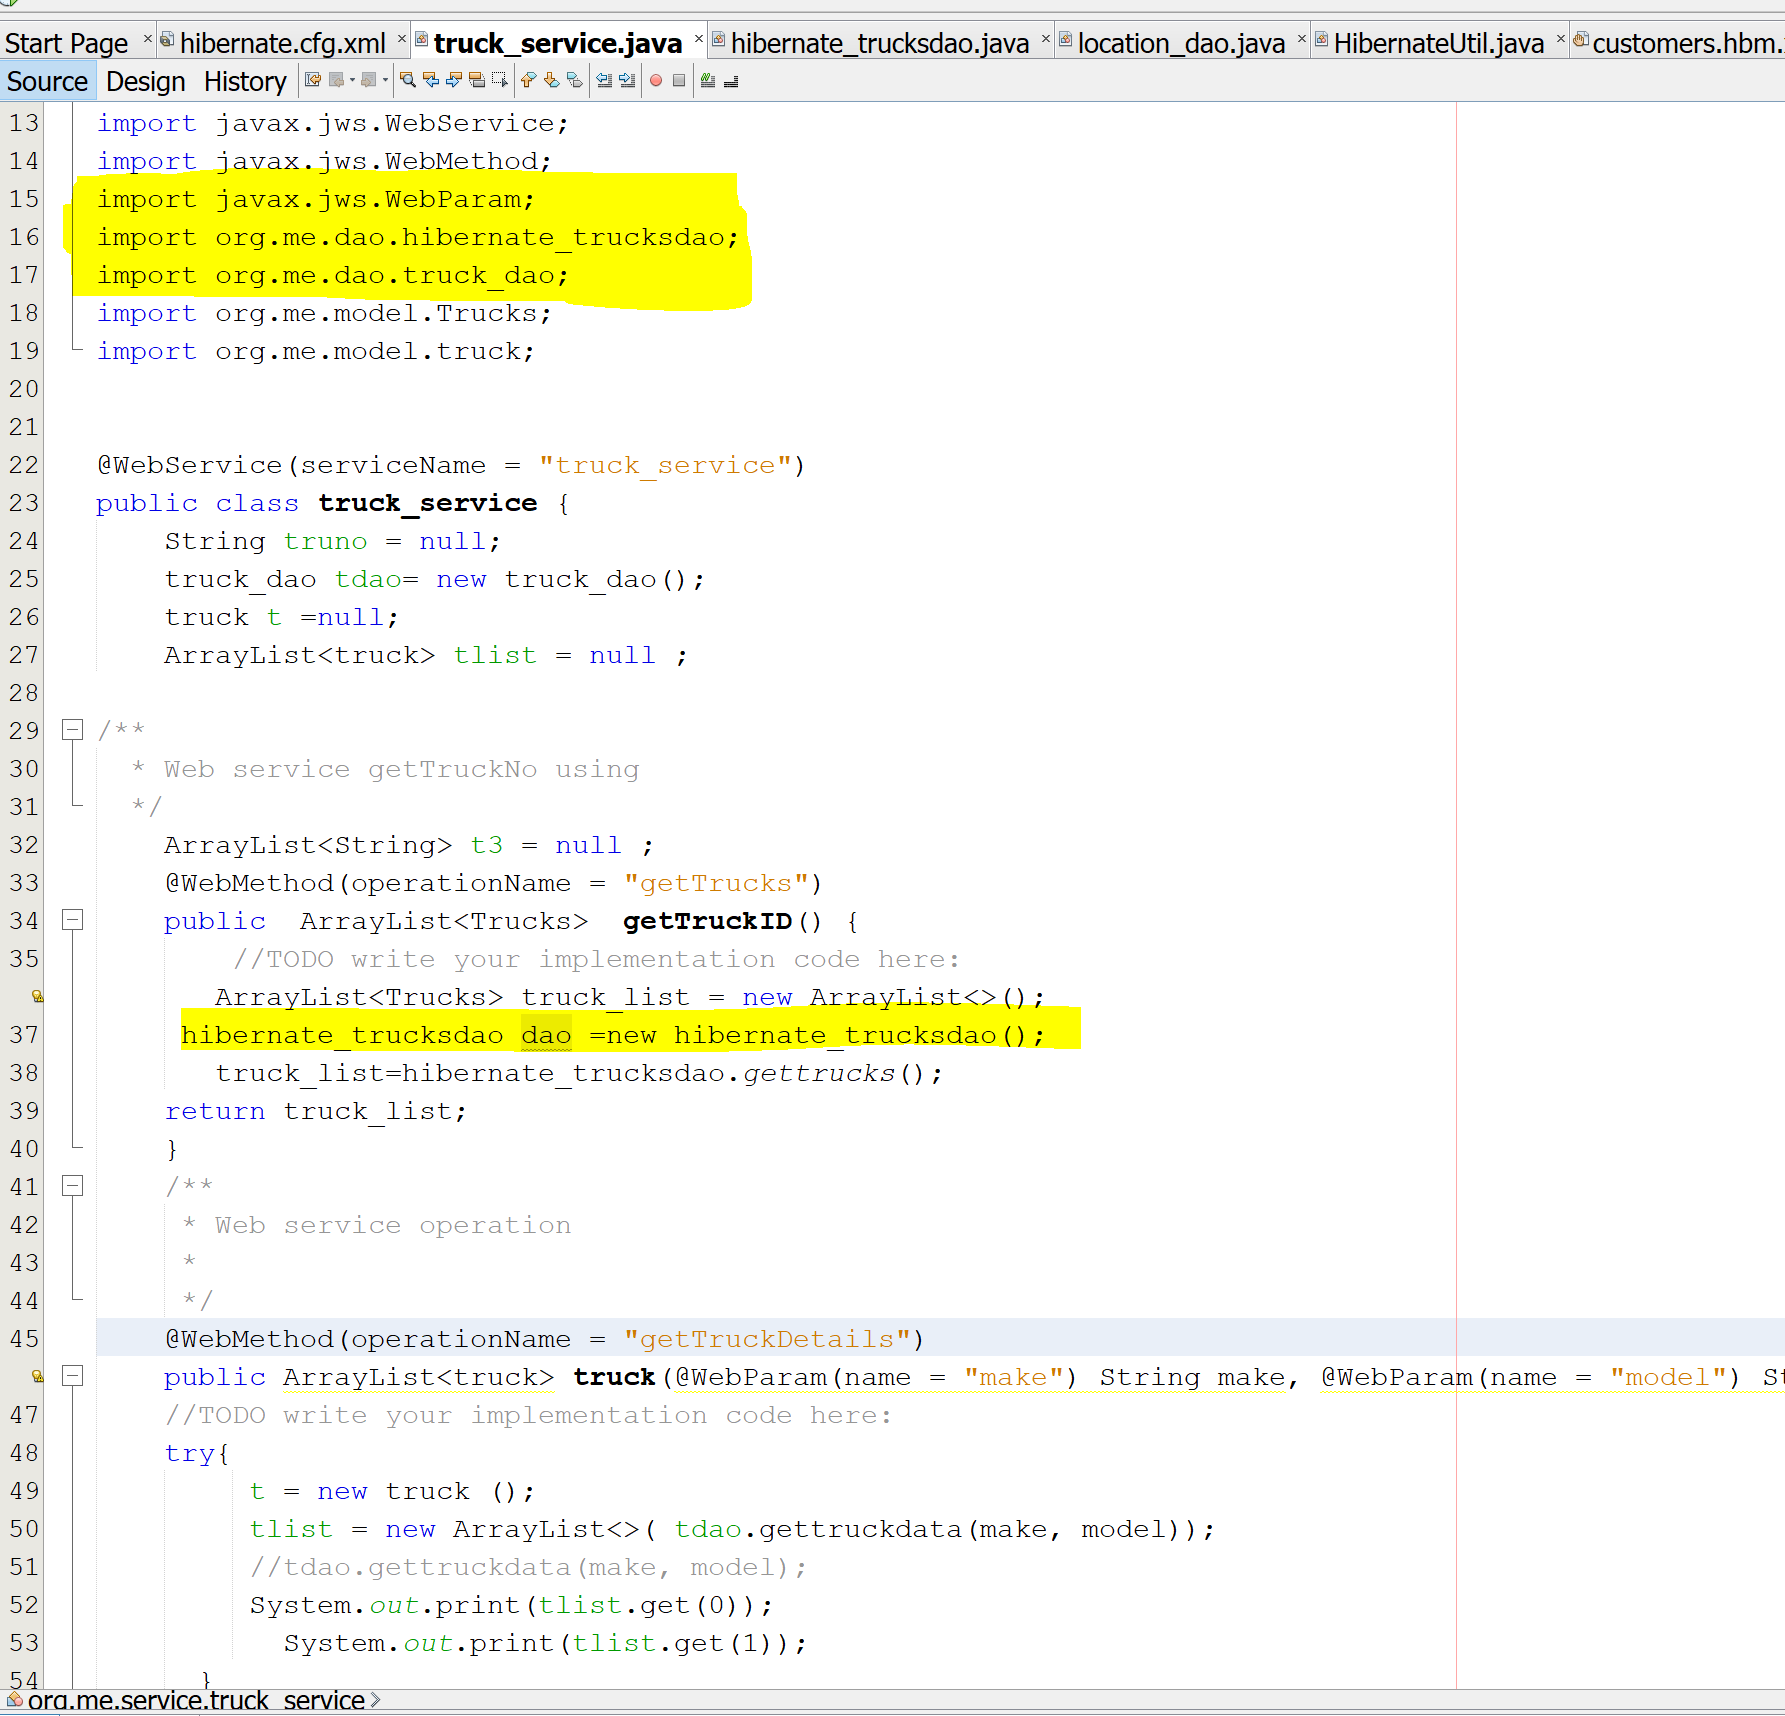 Start Page hibernate.cfg.xml truck_service.java hibernate_trucksdao.java location_dao.java HibernateUtil.java customers.hbm.
Source Design History
13 import javax.jws.WebService;
14 import javax.jws.WebMethod;
15 import javax.jws.WebParam;
16 import org.me.dao.hibernate_trucksdao;
17 import org.me.dao.truck_dao;
18 import org.me.model.Trucks;
19 import org.me.model.truck;
20
21
22 @WebService(serviceName = "truck_service")
23 public class truck_service {
24 String truno = null;
25 truck_dao tdao= new truck_dao();
26 truck t =null;
27 ArrayList<truck> tlist = null ;
28
29 /**
30 * Web service getTruckNo using
31 */
32 ArrayList<String> t3 = null ;
33 @WebMethod(operationName = "getTrucks")
34 public ArrayList<Trucks> getTruckID() {
35 //TODO write your implementation code here:
ArrayList<Trucks> truck_list = new ArrayList<>();
37 hibernate_trucksdao dao =new hibernate_trucksdao();
38 truck_list=hibernate_trucksdao.gettrucks();
39 return truck_list;
40 }
41 /**
42 * Web service operation
43 *
44 */
45 @WebMethod(operationName = "getTruckDetails")
public ArrayList<truck> truck(@WebParam(name = "make") String make, @WebParam(name = "model") St
47 //TODO write your implementation code here:
48 try{
49 t = new truck ();
50 tlist = new ArrayList<>( tdao.gettruckdata(make, model));
51 //tdao.gettruckdata(make, model);
52 System.out.print(tlist.get(0));
53 System.out.print(tlist.get(1));
54 }
org.me.service.truck_service